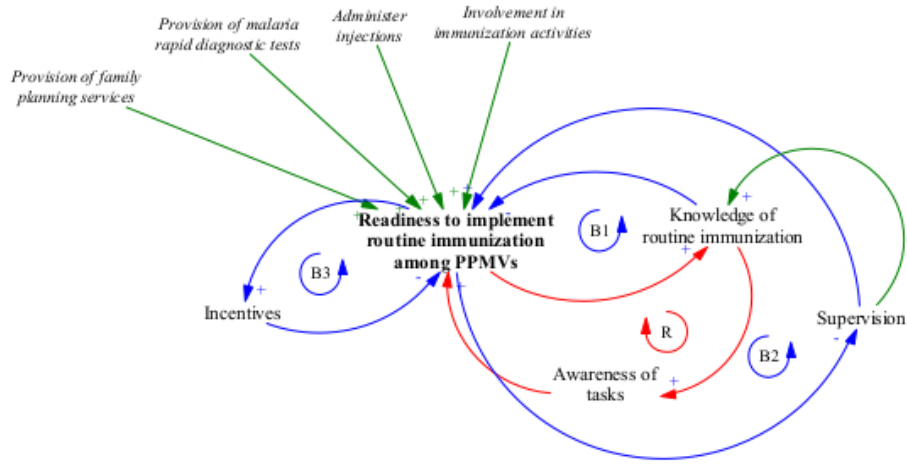 Provision of family
planning services
Provision of malaria
rapid diagnostic tests
Administer
injections
Involvement in
immunization activities
Readiness to implement
routine immunization
among PPMVs
B1
Knowledge of
routine immunization
B3
Incentives
R
B2
Supervision
Awareness of
tasks
+
+
+
+
+
-
+
+
+
-
+
-
+